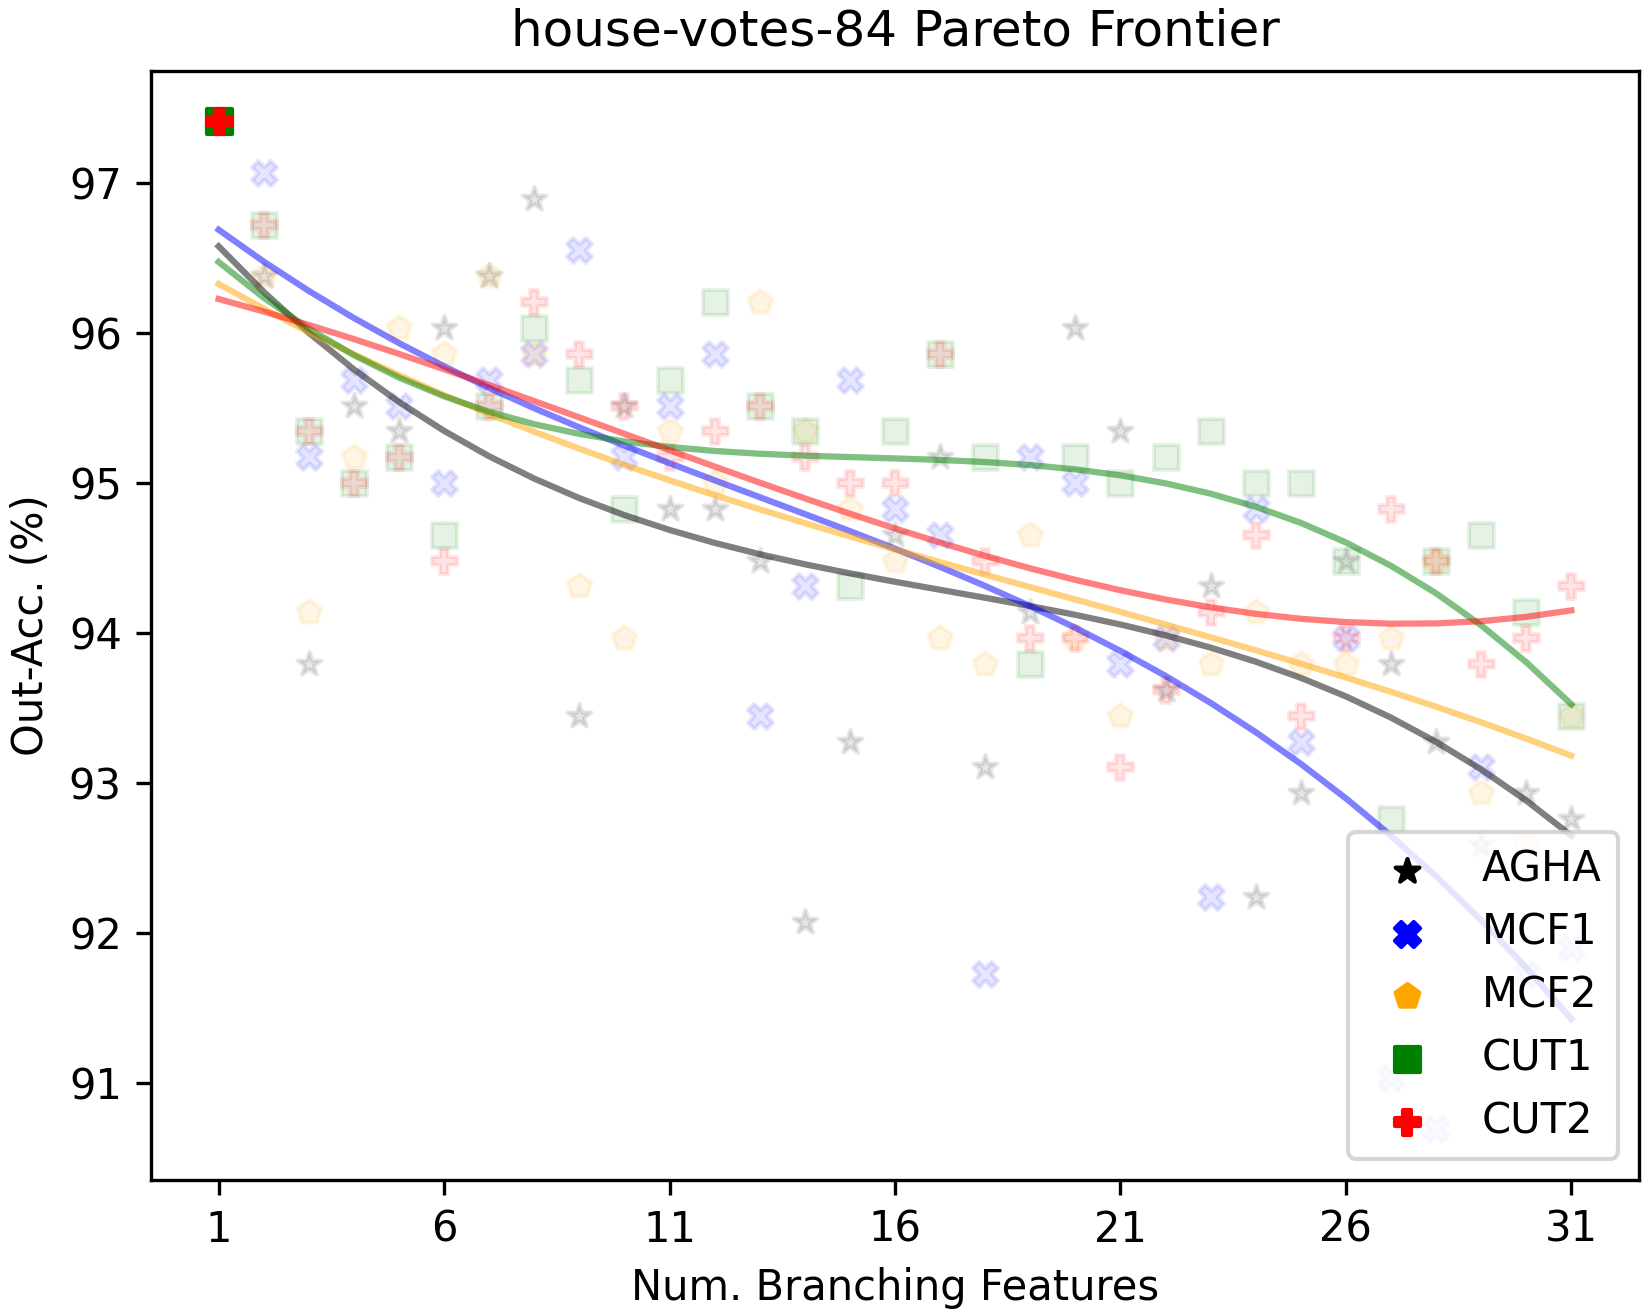 house-votes-84 Pareto Frontier
Out-Acc. (%)
97
96
95
94
93
92
91
AGHA
MCF1
MCF2
CUT1
CUT2
1 6 11 16 21 26 31
Num. Branching Features